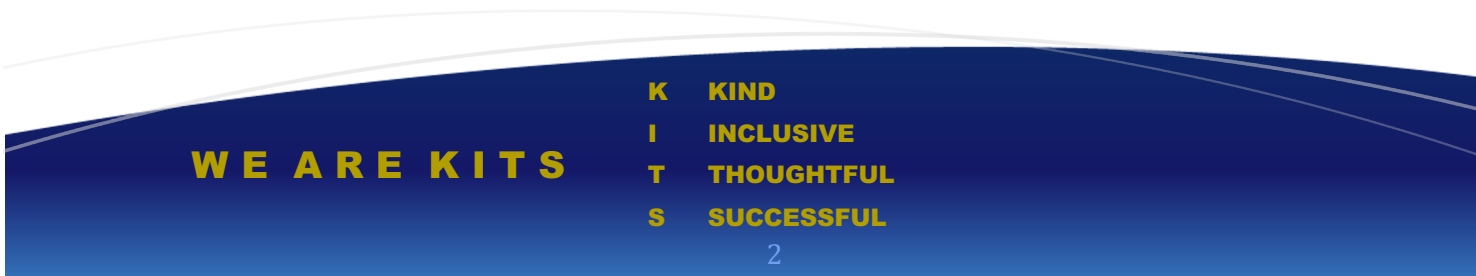 WE ARE KITS
K KIND
I INCLUSIVE
T THOUGHTFUL
S SUCCESSFUL
2